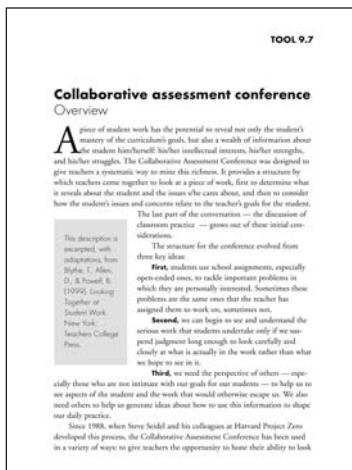 TOOL 9.7
Collaborative assessment conference
Overview
A piece of student work has the potential to reveal not only the student's
mastery of the curriculum's goals, but also a wealth of information about
the student him/herself: his/her intellectual interests, his/her strengths,
and his/her struggles. The Collaborative Assessment Conference was designed to
give teachers a systematic way to mine this richness. It provides a structure by
which teachers come together to look at a piece of work, first to determine what
it reveals about the student and the issues s/he cares about, and then to consider
how the student's issues and concerns relate to the teacher's goals for the student.
The last part of the conversation — the discussion of
classroom practice — grows out of these initial con-
siderations.
The structure for the conference evolved from
three key ideas:
First, students use school assignments, especially
open-ended ones, to tackle important problems in
which they are personally interested. Sometimes these
problems are the same ones that the teacher has
assigned them to work on, sometimes not.
Second, we can begin to see and understand the
serious work that students undertake only if we sus-
pend judgment long enough to look carefully and
closely at what is actually in the work rather than what
we hope to see in it.
This description is
excerpted, with
adaptations, from
Blythe, T., Allen,
D., & Powell, B.
(1999). Looking
Together at
Student Work.
New York:
Teachers College
Press.
Third, we need the perspective of others — espe-
cially those who are not intimate with our goals for our students — to help us to
see aspects of the student and the work that would otherwise escape us. We also
need others to help us generate ideas about how to use this information to shape
our daily practice.
Since 1988, when Steve Seidel and his colleagues at Harvard Project Zero
developed this process, the Collaborative Assessment Conference has been used
in a variety of ways: to give teachers the opportunity to hone their ability to look